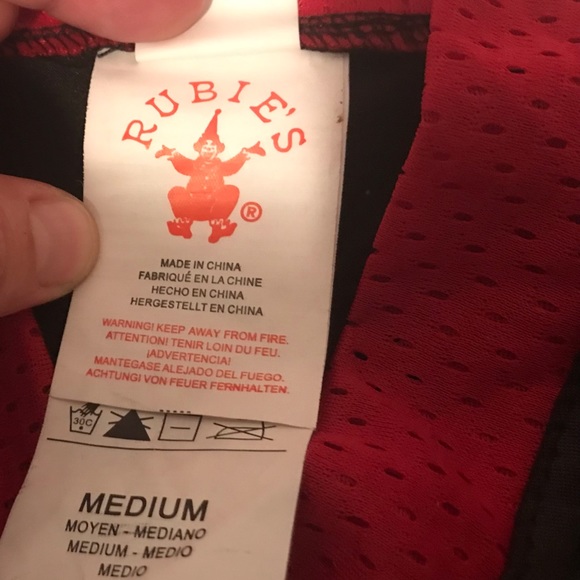 RUBIE'S
®
MADE IN CHINA
FABRIQUÉ EN LA CHINE
HECHO EN CHINA
HERGESTELLT EN CHINA
WARNING! KEEP AWAY FROM FIRE.
ATTENTION! TENIR LOIN DU FEU.
¡ADVERTENCIA!
MANTEGASE ALEJADO DEL FUEGO.
ACHTUNGI VON FEUER FERNHALTEN.
30C
MEDIUM
MOYEN - MEDIANO
MEDIUM - MEDIO
MEDIO